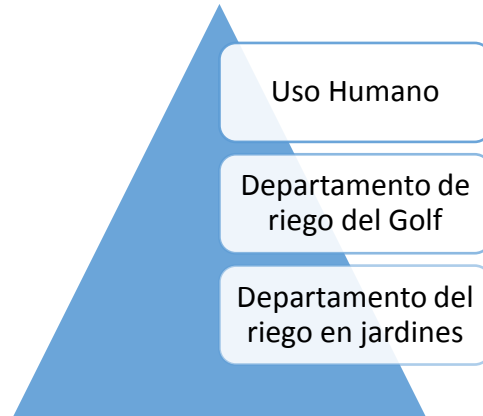 Uso Humano
Departamento de
riego del Golf
Departamento del
riego en jardines